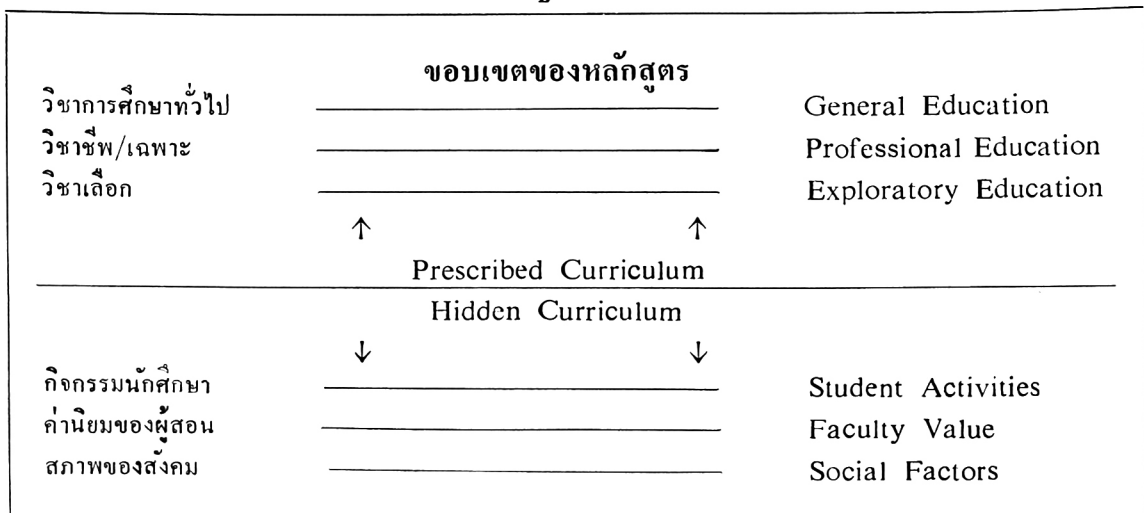 ขอบเขตของหลักสูตร
วิชาการศึกษาทั่วไป General Education
วิชาชีพ/เฉพาะ Professional Education
วิชาเลือก Exploratory Education
↑ ↑
Prescribed Curriculum
Hidden Curriculum
↓ ↓
กิจกรรมนักศึกษา Student Activities
ค่านิยมของผู้สอน Faculty Value
สภาพของสังคม Social Factors